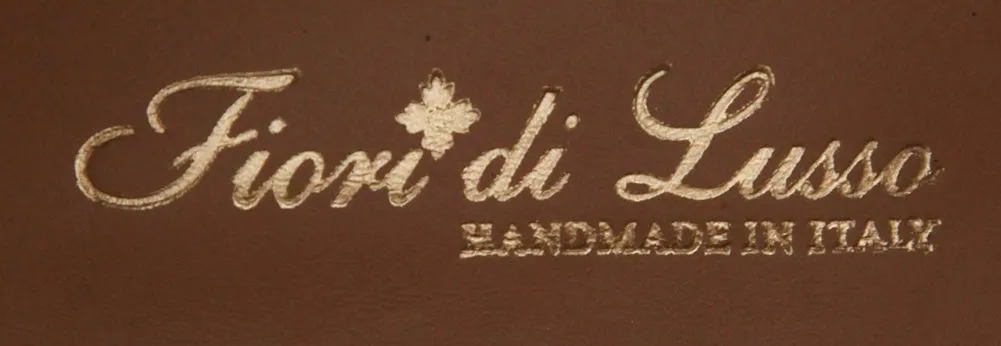 Fiori di Lusso
HANDMADE IN ITALY